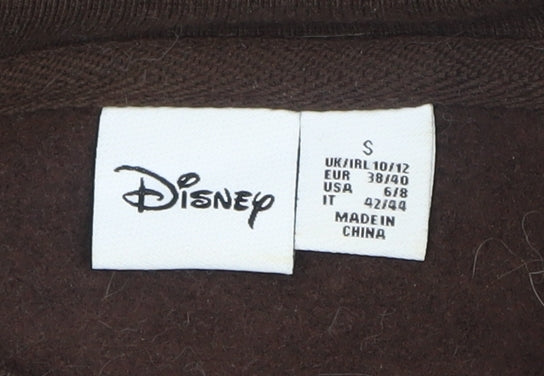 Disney
S
UK/IRL 10/12
EUR 38/40
USA 6/8
IT 42/44
MADE IN
CHINA